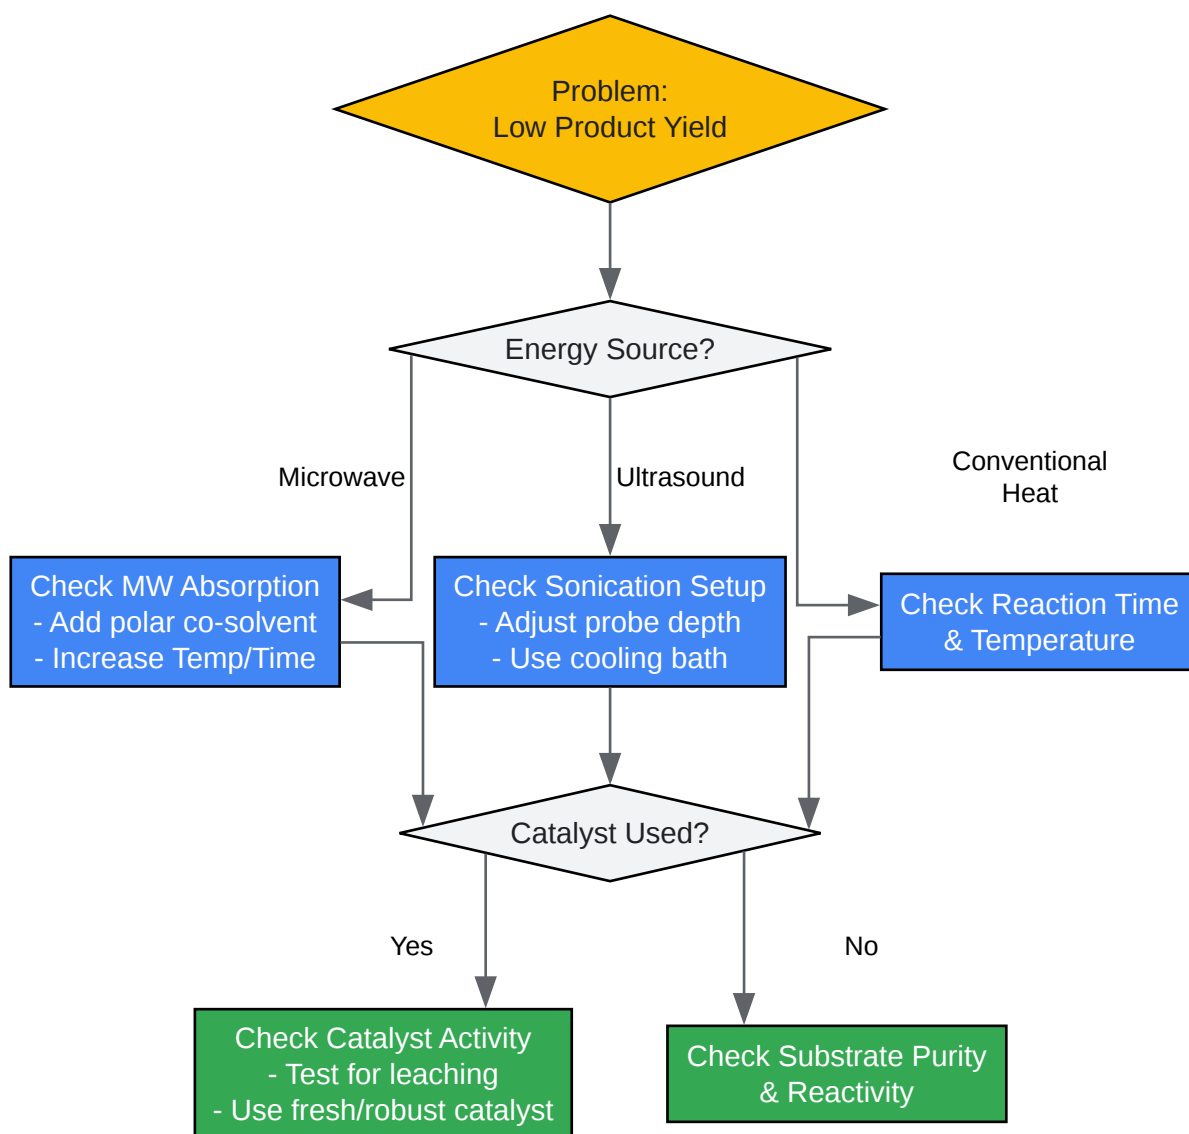 Problem:
Low Product Yield
Energy Source?
Microwave
Ultrasound
Conventional
Heat
Check MW Absorption
- Add polar co-solvent
- Increase Temp/Time
Check Sonication Setup
- Adjust probe depth
- Use cooling bath
Check Reaction Time
& Temperature
Catalyst Used?
Yes
No
Check Catalyst Activity
- Test for leaching
- Use fresh/robust catalyst
Check Substrate Purity
& Reactivity